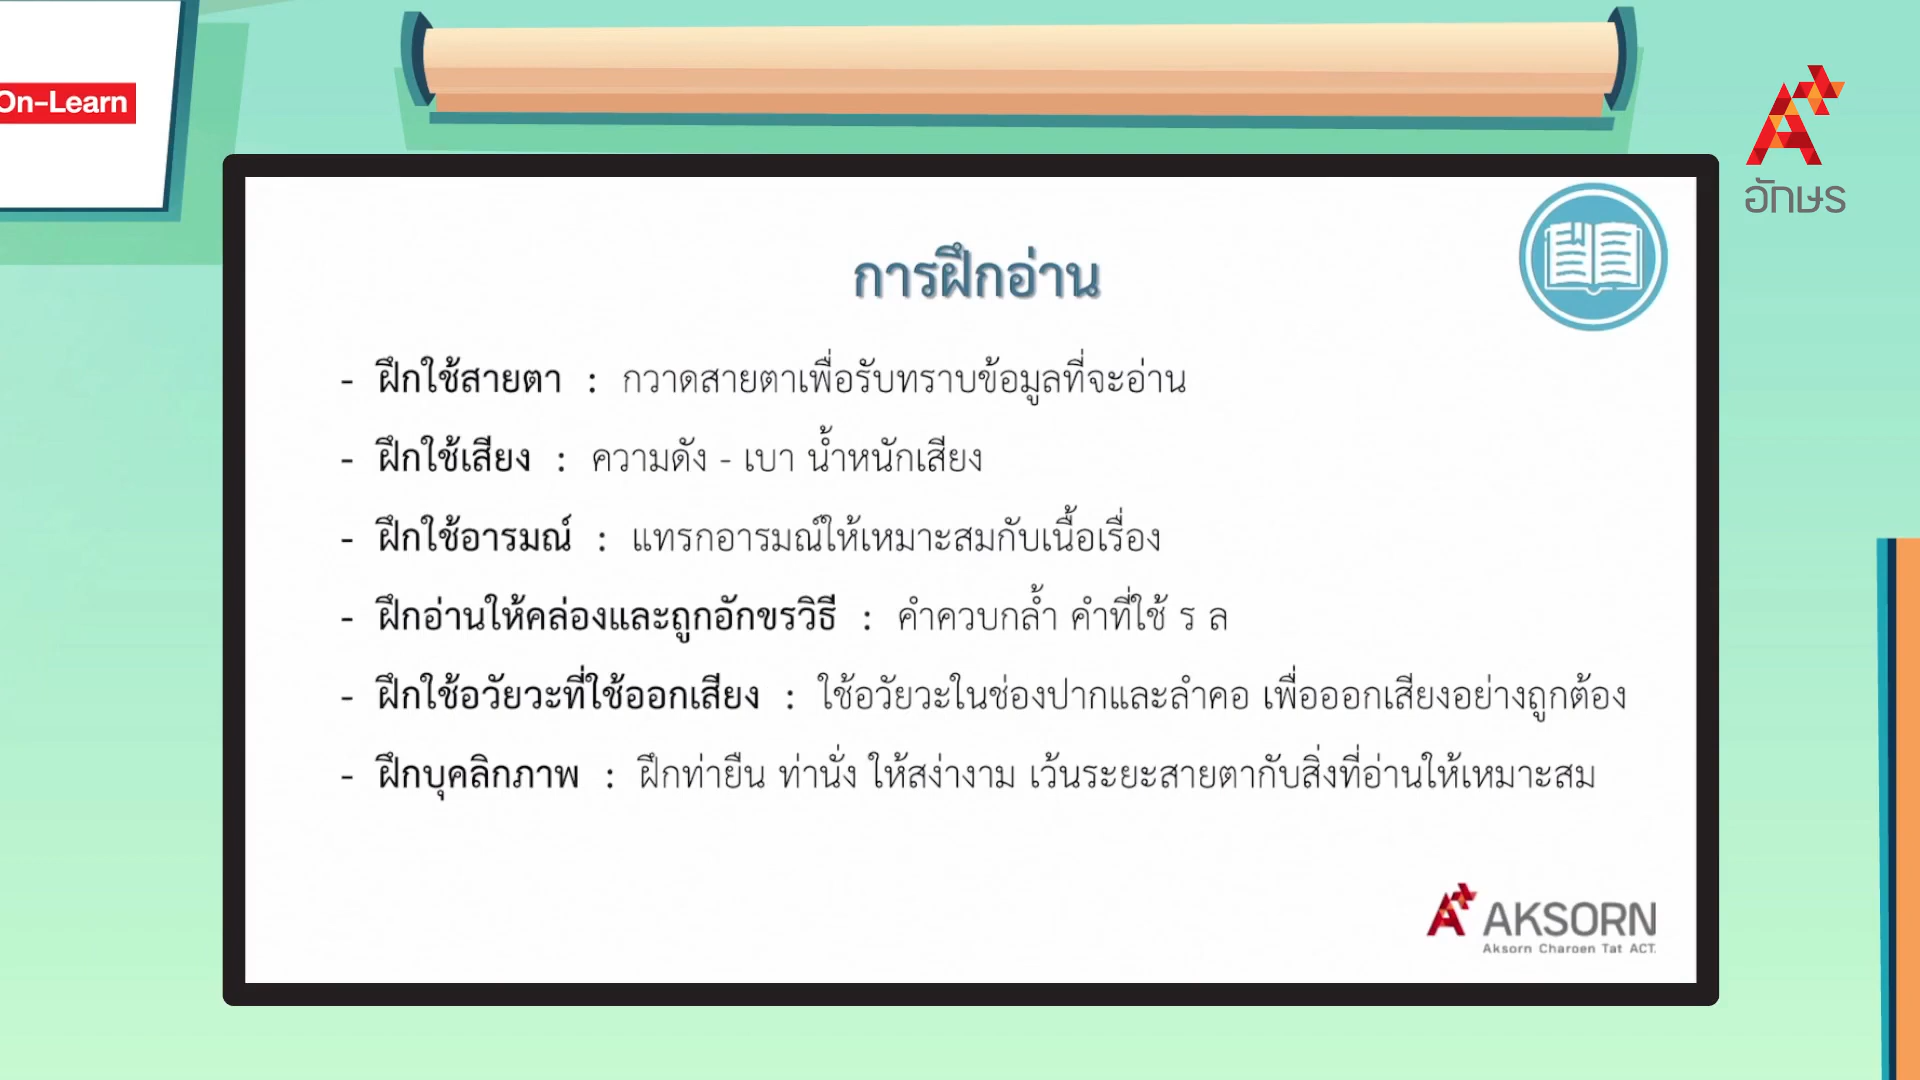 On-Learn
อักษร
การฝึกอ่าน
- ฝึกใช้สายตา : กวาดสายตาเพื่อรับทราบข้อมูลที่จะอ่าน
- ฝึกใช้เสียง : ความดัง - เบา น้ำหนักเสียง
- ฝึกใช้อารมณ์ : แทรกอารมณ์ให้เหมาะสมกับเนื้อเรื่อง
- ฝึกอ่านให้คล่องและถูกอักขรวิธี : คำควบกล้ำ คำที่ใช้ ร ล
- ฝึกใช้อวัยวะที่ใช้ออกเสียง : ใช้อวัยวะในช่องปากและลำคอ เพื่อออกเสียงอย่างถูกต้อง
- ฝึกบุคลิกภาพ : ฝึกท่ายืน ท่านั่ง ให้สง่างาม เว้นระยะสายตากับสิ่งที่อ่านให้เหมาะสม
AKSORN
Aksorn Charoen Tat ACT.